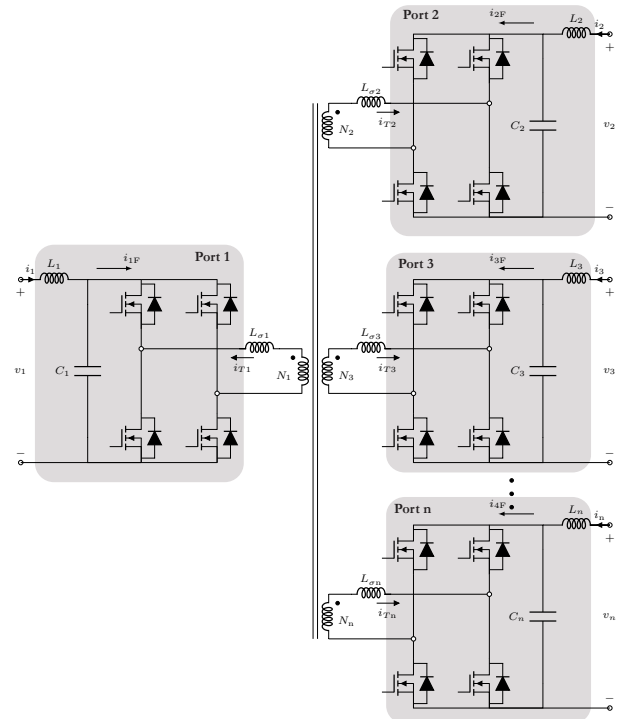 Port 2
i2F
L2
i2
+
Lσ2
iT2
N2
C2
v2
−
Port 1
i1
L1
i1F
+
Lσ1
iT1
N1
C1
v1
−
Port 3
i3F
L3
i3
+
Lσ3
iT3
N3
C3
v3
−
Port n
i4F
Ln
in
+
Lσn
iTn
Nn
Cn
vn
−